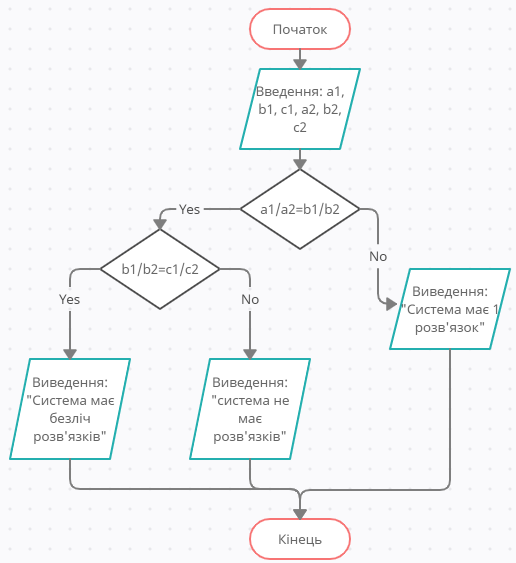 Початок
Введення: a1,
b1, c1, a2, b2,
c2
a1/a2=b1/b2
Yes
No
b1/b2=c1/c2
Yes
No
Виведення:
"Система має 1
розв'язок"
Виведення:
"Система має
безліч
розв'язків"
Виведення:
"система не
має
розв'язків"
Кінець